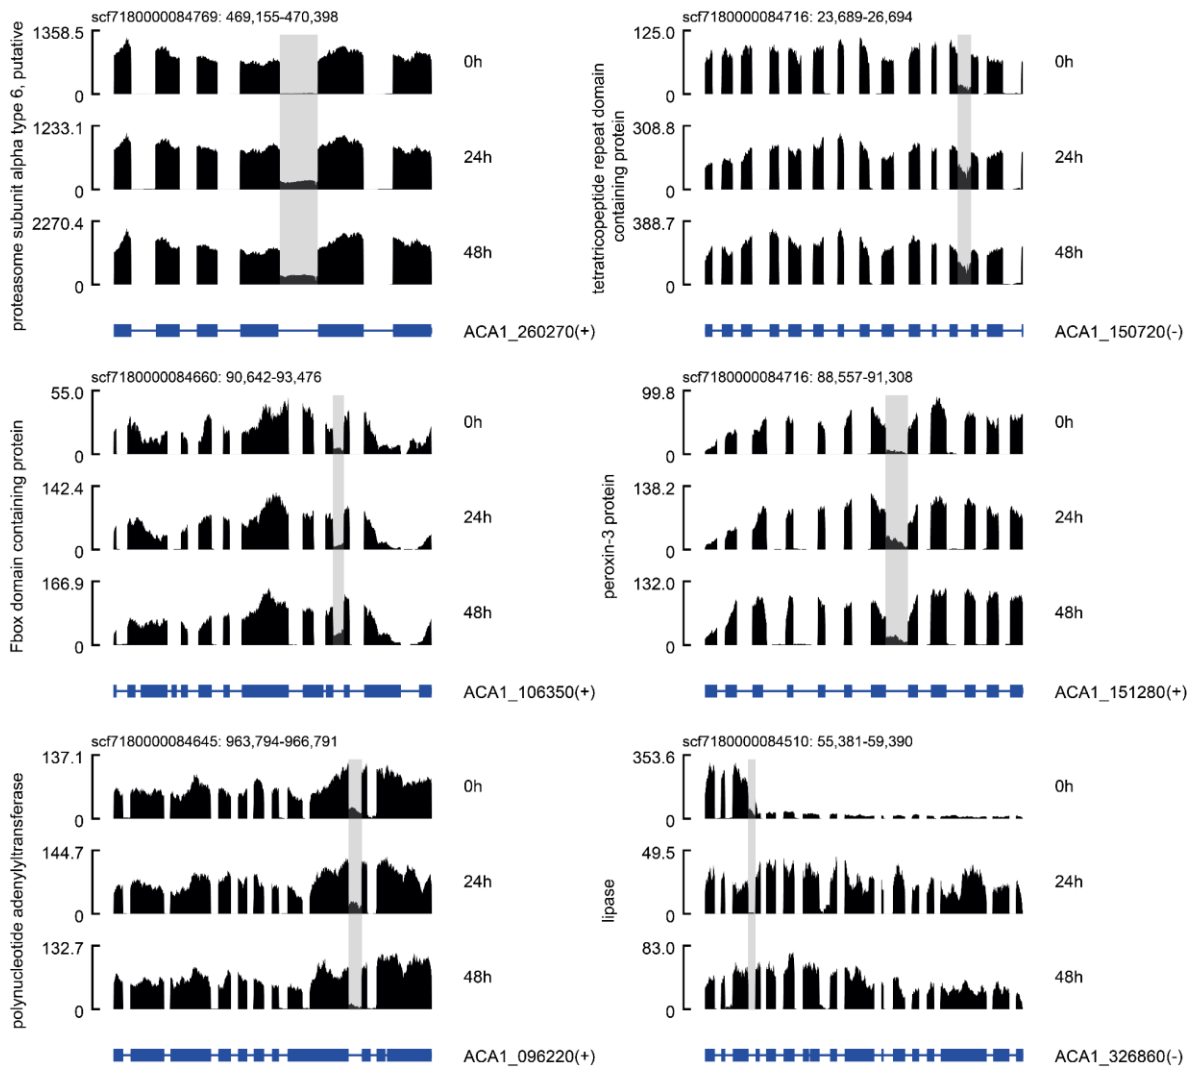 scf7180000084769: 469,155-470,398
proteasome subunit alpha type 6, putative
1358.5
0
0h
1233.1
0
24h
2270.4
0
48h
ACA1_260270(+)
scf7180000084716: 23,689-26,694
tetratricopeptide repeat domain
containing protein
125.0
0
0h
308.8
0
24h
388.7
0
48h
ACA1_150720(-)
scf7180000084660: 90,642-93,476
Fbox domain containing protein
55.0
0
0h
142.4
0
24h
166.9
0
48h
ACA1_106350(+)
scf7180000084716: 88,557-91,308
peroxin-3 protein
99.8
0
0h
138.2
0
24h
132.0
0
48h
ACA1_151280(+)
scf7180000084645: 963,794-966,791
polynucleotide adenylyltransferase
137.1
0
0h
144.7
0
24h
132.7
0
48h
ACA1_096220(+)
scf7180000084510: 55,381-59,390
lipase
353.6
0
0h
49.5
0
24h
83.0
0
48h
ACA1_326860(-)